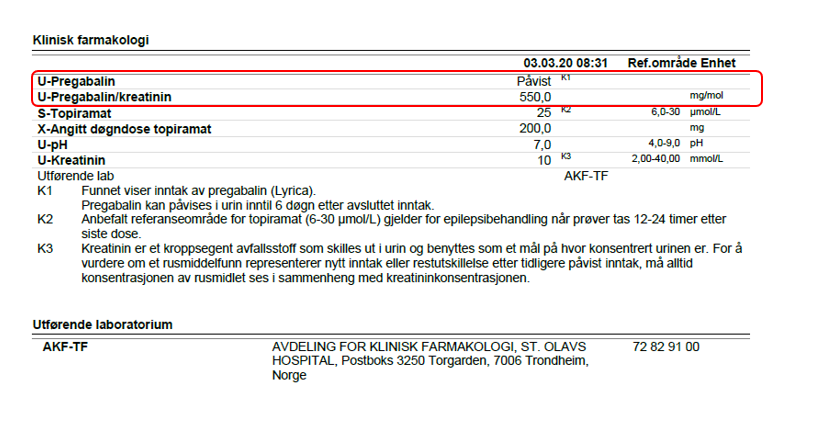 Klinisk farmakologi
03.03.20 08:31 Ref.område Enhet
U-Pregabalin Påvist K1
U-Pregabalin/kreatinin 550,0 mg/mol
S-Topiramat 25 K2 6,0-30 µmol/L
X-Angitt døgndose topiramat 200,0 mg
U-pH 7,0 4,0-9,0 pH
U-Kreatinin 10 K3 2,00-40,00 mmol/L
Utførende lab AKF-TF
K1 Funnet viser inntak av pregabalin (Lyrica).
Pregabalin kan påvises i urin inntil 6 døgn etter avsluttet inntak.
K2 Anbefalt referanseområde for topiramat (6-30 µmol/L) gjelder for epilepsibehandling når prøver tas 12-24 timer etter
siste dose.
K3 Kreatinin er et kroppsegent avfallsstoff som skilles ut i urin og benyttes som et mål på hvor konsentrert urinen er. For å
vurdere om et rusmiddelfunn representerer nytt inntak eller restutskillelse etter tidligere påvist inntak, må alltid
konsentrasjonen av rusmidlet ses i sammenheng med kreatininkonsentrasjonen.
Utførende laboratorium
AKF-TF AVDELING FOR KLINISK FARMAKOLOGI, ST. OLAVS 72 82 91 00
HOSPITAL, Postboks 3250 Torgarden, 7006 Trondheim,
Norge